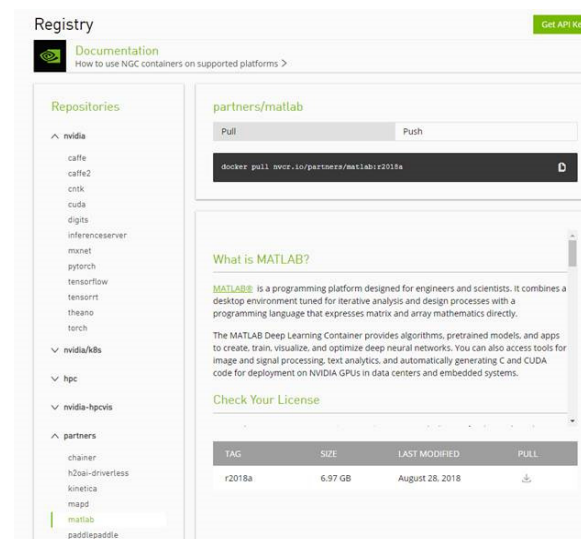 Registry
Get API Ke
Documentation
How to use NGC containers on supported platforms >
Repositories
nvidia
caffe
caffe2
cntk
cuda
digits
inferenceserver
mxnet
pytorch
tensorflow
tensorrt
theano
torch
nvidia/k8s
hpc
nvidia-hpcvis
partners
chainer
h2oai-driverless
kinetica
mapd
matlab
paddlepaddle
partners/matlab
Pull Push
docker pull nvcr.io/partners/matlab:r2018a
What is MATLAB?
MATLAB® is a programming platform designed for engineers and scientists. It combines a
desktop environment tuned for iterative analysis and design processes with a
programming language that expresses matrix and array mathematics directly.
The MATLAB Deep Learning Container provides algorithms, pretrained models, and apps
to create, train, visualize, and optimize deep neural networks. You can also access tools for
image and signal processing, text analytics, and automatically generating C and CUDA
code for deployment on NVIDIA GPUs in data centers and embedded systems.
Check Your License
TAG SIZE LAST MODIFIED PULL
r2018a 6.97 GB August 28, 2018